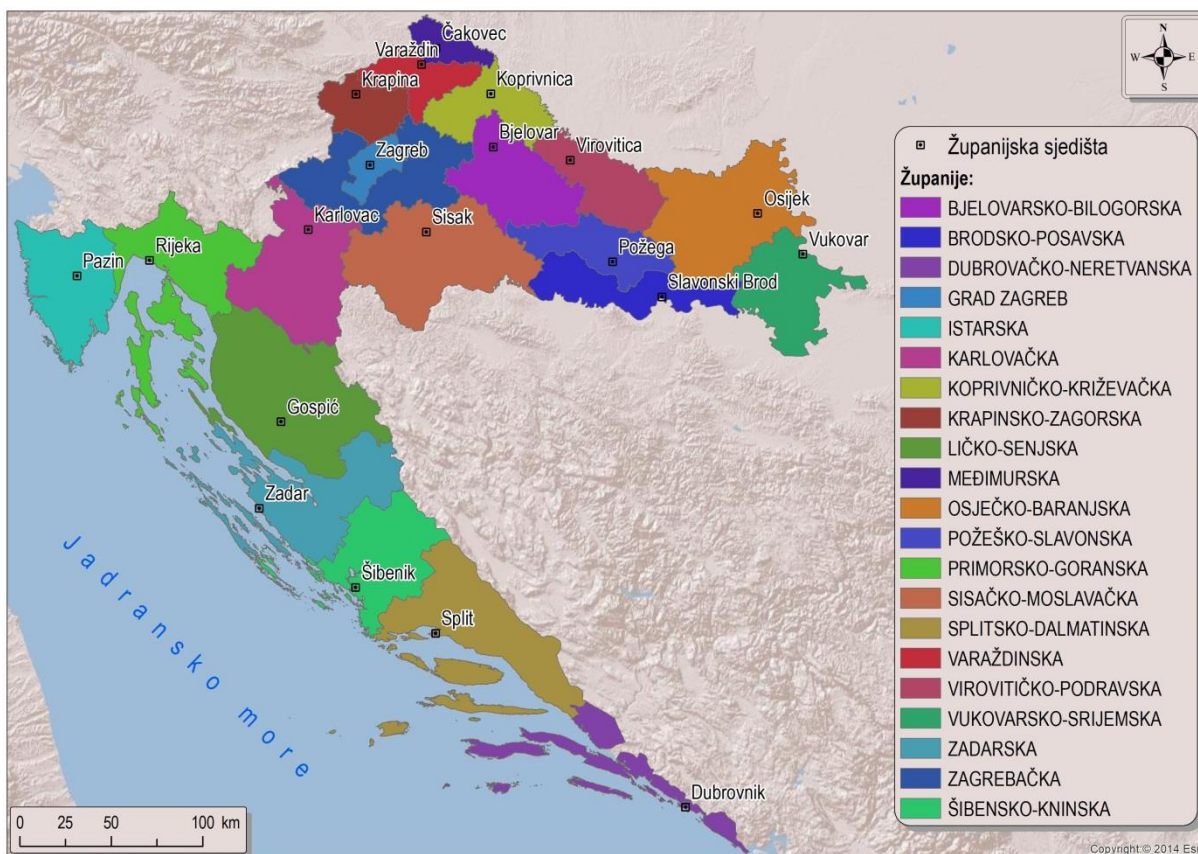 N
W E
S
Čakovec
Varaždin
Krapina
Koprivnica
Bjelovar
Virovitica
Zagreb
Karlovac
Sisak
Osijek
Vukovar
Požega
Slavonski Brod
Pazin
Rijeka
Gospić
Zadar
Šibenik
Split
Dubrovnik
Jadransko more
0 25 50 100 km
Županijska sjedišta
Županije:
BJELOVARSKO-BILOGORSKA
BRODSKO-POSAVSKA
DUBROVAČKO-NERETVANSKA
GRAD ZAGREB
ISTARSKA
KARLOVAČKA
KOPRIVNIČKO-KRIŽEVAČKA
KRAPINSKO-ZAGORSKA
LIČKO-SENJSKA
MEĐIMURSKA
OSJEČKO-BARANJSKA
POŽEŠKO-SLAVONSKA
PRIMORSKO-GORANSKA
SISAČKO-MOSLAVAČKA
SPLITSKO-DALMATINSKA
VARAŽDINSKA
VIROVITIČKO-PODRAVSKA
VUKOVARSKO-SRIJEMSKA
ZADARSKA
ZAGREBAČKA
ŠIBENSKO-KNINSKA
Copyright:© 2014 Esri